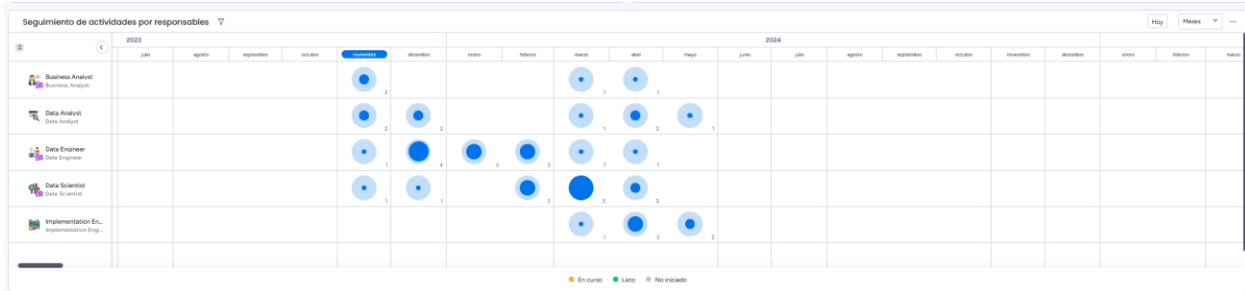 Seguimiento de actividades por responsables
Hoy Meses
2023 2024
julio agosto septiembre octubre noviembre diciembre enero febrero marzo abril mayo junio julio agosto septiembre octubre noviembre diciembre enero febrero marzo
Business Analyst
Business Analyst
2 1 1
Data Analyst
Data Analyst
2 2 1 2 1
Data Engineer
Data Engineer
1 4 3 3 1 1
Data Scientist
Data Scientist
1 1 3 5 2
Implementation En...
Implementation Engi...
1 3 2
En curso Listo No iniciado